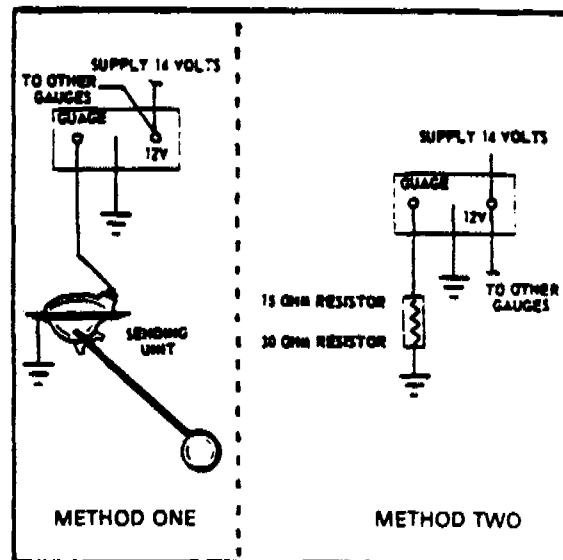 SUPPLY 14 VOLTS
TO OTHER
GAUGES
GUAGE
12V
SENDING
UNIT
METHOD ONE
SUPPLY 14 VOLTS
GUAGE
12V
TO OTHER
GAUGES
OHM RESISTOR
30 OHM RESISTOR
METHOD TWO